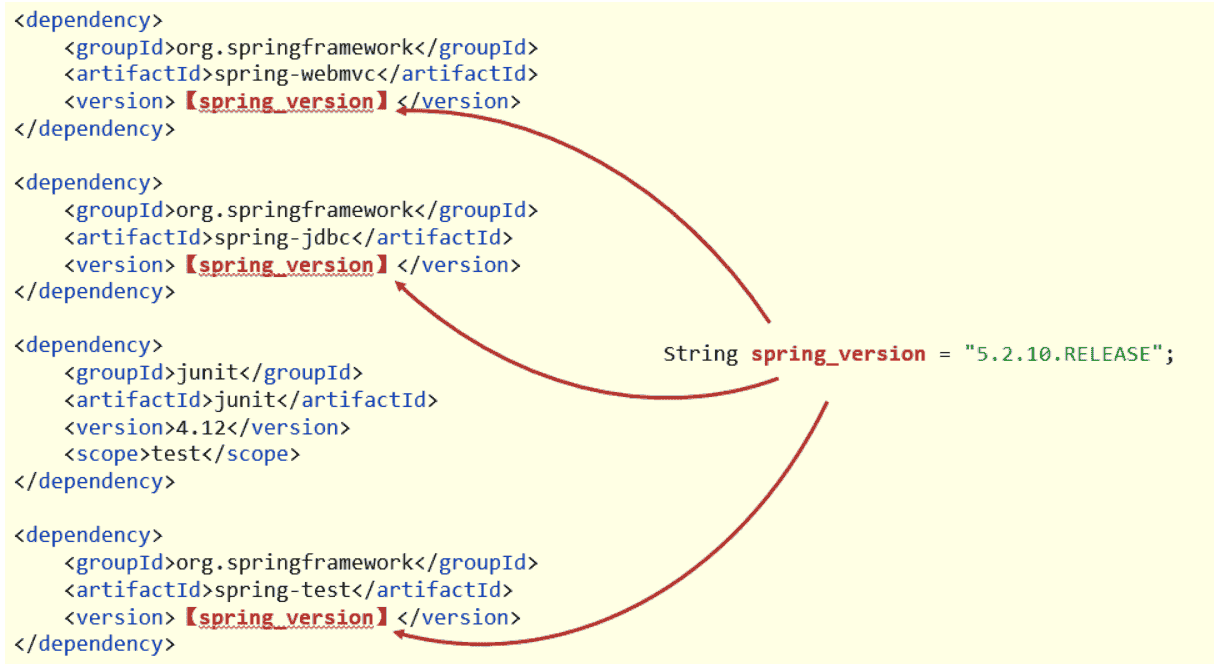 <dependency>
    <groupId>org.springframework</groupId>
    <artifactId>spring-webmvc</artifactId>
    <version>【spring_version】</version>
</dependency>
<dependency>
    <groupId>org.springframework</groupId>
    <artifactId>spring-jdbc</artifactId>
    <version>【spring_version】</version>
</dependency>
<dependency>
    <groupId>junit</groupId>
    <artifactId>junit</artifactId>
    <version>4.12</version>
    <scope>test</scope>
</dependency>
<dependency>
    <groupId>org.springframework</groupId>
    <artifactId>spring-test</artifactId>
    <version>【spring_version】</version>
</dependency>
String spring_version = "5.2.10.RELEASE";